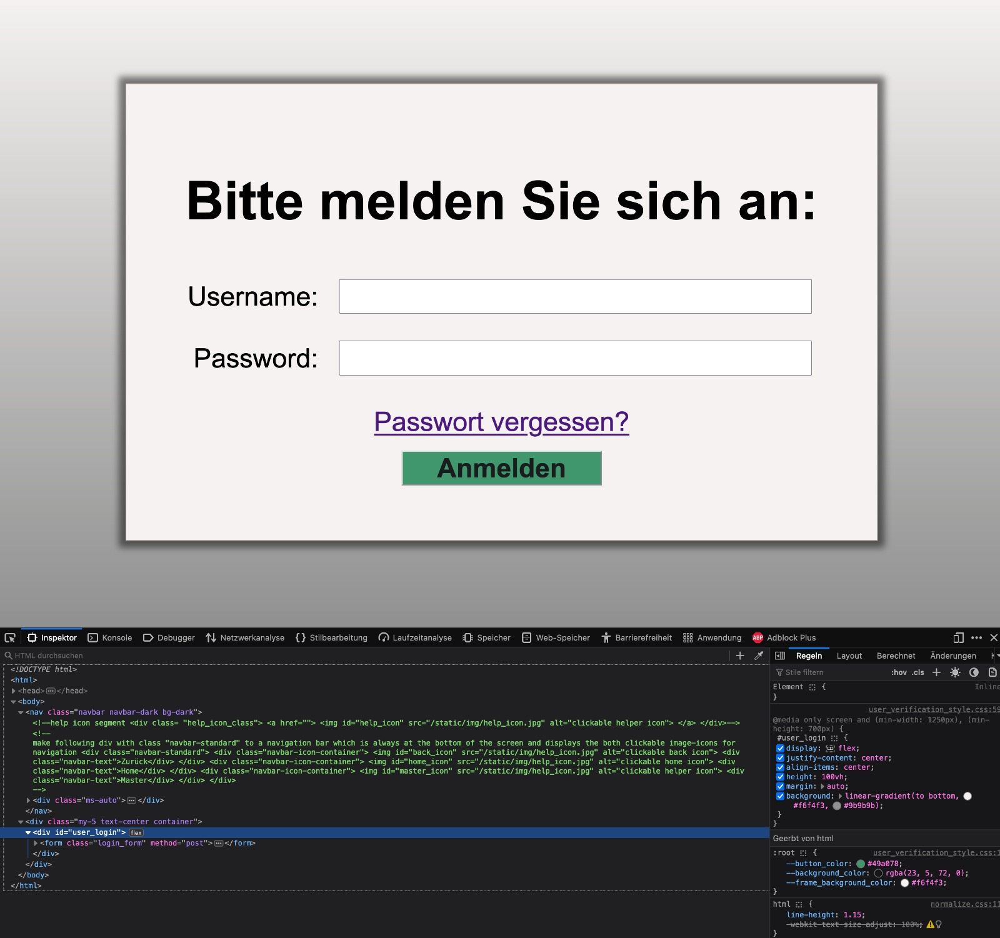 Bitte melden Sie sich an:
Username:
Password:
Passwort vergessen?
Anmelden
Inspektor Konsole Debugger Netzwerkanalyse Stilbearbeitung Laufzeitanalyse Speicher Web-Speicher Barrierefreiheit Anwendung ABP Adblock Plus
HTML durchsuchen
<!DOCTYPE html>
<html>
<head> ••• </head>
<body>
<nav class="navbar navbar-dark bg-dark">
<!--help icon segment <div class= "help_icon_class"> <a href=""> <img id="help_icon" src="/static/img/help_icon.jpg" alt="clickable helper icon"> </a> </div>-->
<!--
make following div with class "navbar-standard" to a navigation bar which is always at the bottom of the screen and displays the both clickable image-icons for
navigation <div class="navbar-standard"> <div class="navbar-icon-container"> <img id="back_icon" src="/static/img/help_icon.jpg" alt="clickable back icon"> <div
class="navbar-text">Zurück</div> </div> <div class="navbar-icon-container"> <img id="home_icon" src="/static/img/help_icon.jpg" alt="clickable home icon"> <div
class="navbar-text">Home</div> </div> <div class="navbar-icon-container"> <img id="master_icon" src="/static/img/help_icon.jpg" alt="clickable helper icon"> <div
class="navbar-text">Master</div> </div> </div>
-->
<div class="ms-auto"> ••• </div>
</nav>
<div class="my-5 text-center container">
<div id="user_login"> flex
<form class="login_form" method="post"> ••• </form>
</div>
</div>
</body>
</html>
Regeln Layout Berechnet Änderungen
Stile filtern :hov .cls
Element { Inline
}
user_verification_style.css:59
@media only screen and (min-width: 1250px), (min-
height: 700px) {
#user_login {
display: flex;
justify-content: center;
align-items: center;
height: 100vh;
margin: auto;
background: linear-gradient(to bottom,
#f6f4f3, #9b9b9b);
}
}
Geerbt von html
:root { user_verification_style.css:1
--button_color: #49a078;
--background_color: rgba(23, 5, 72, 0);
--frame_background_color: #f6f4f3;
}
html { normalize.css:11
line-height: 1.15;
-webkit-text-size-adjust: 100%;
}